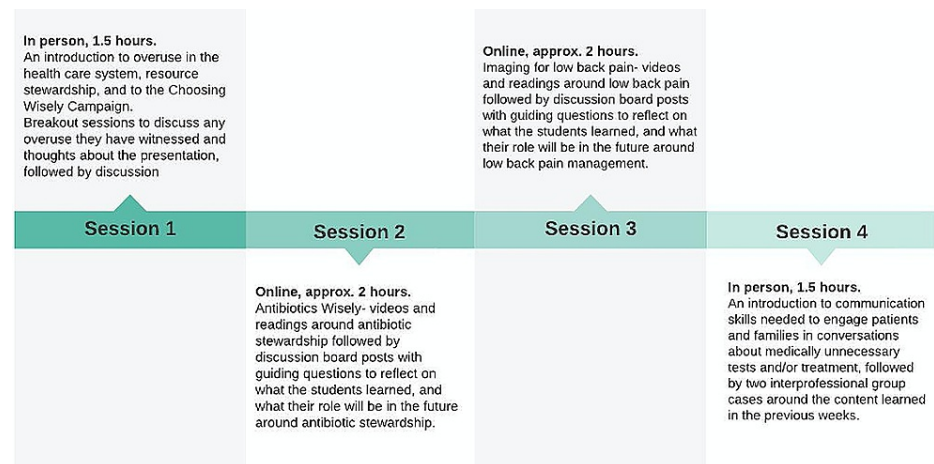 In person, 1.5 hours.
An introduction to overuse in the
health care system, resource
stewardship, and to the Choosing
Wisely Campaign.
Breakout sessions to discuss any
overuse they have witnessed and
thoughts about the presentation,
followed by discussion
Session 1
Session 2
Online, approx. 2 hours.
Antibiotics Wisely- videos and
readings around antibiotic
stewardship followed by
discussion board posts with
guiding questions to reflect on
what the students learned, and
what their role will be in the future
around antibiotic stewardship.
Online, approx. 2 hours.
Imaging for low back pain- videos
and readings around low back pain
followed by discussion board posts
with guiding questions to reflect on
what the students learned, and what
their role will be in the future around
low back pain management.
Session 3
Session 4
In person, 1.5 hours.
An introduction to communication
skills needed to engage patients
and families in conversations
about medically unnecessary
tests and/or treatment, followed
by two interprofessional group
cases around the content learned
in the previous weeks.